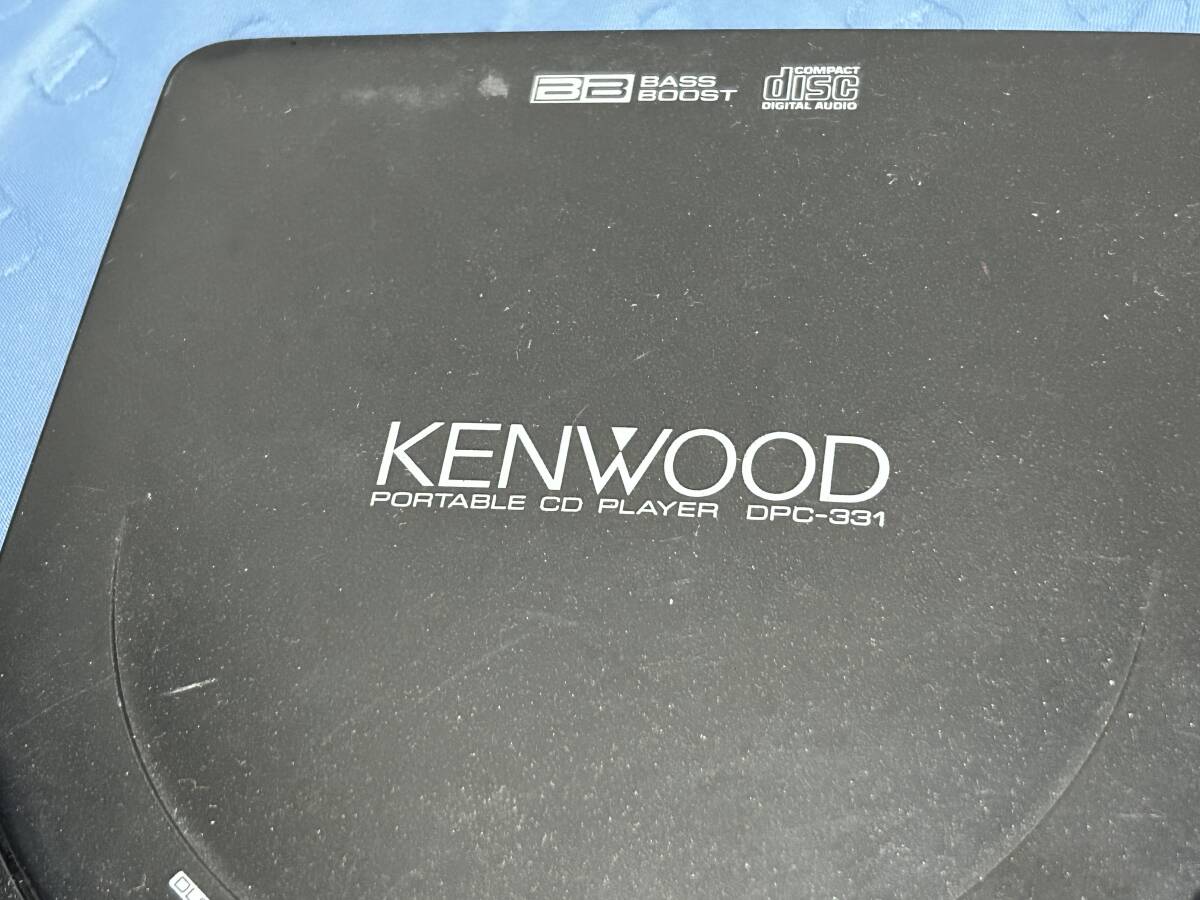 BB BASS
BOOST
COMPACT
disc
DIGITAL AUDIO
KENWOOD
PORTABLE CD PLAYER DPC-331